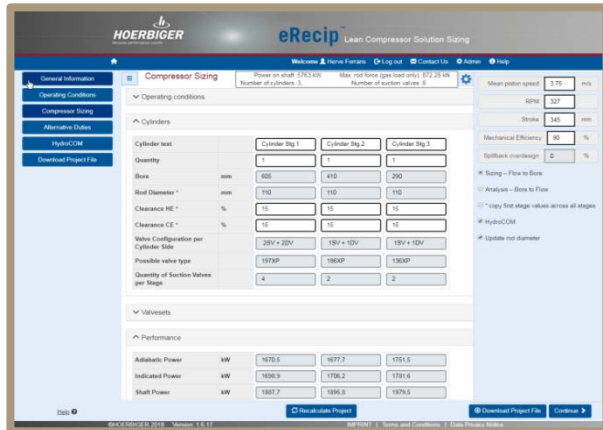 HOERBIGER
eRecip™ Lean Compressor Solution Sizing
Welcome Herve Ferraris Log out Contact Us Admin Help
General Information
Operating Conditions
Compressor Sizing
Alternative Duties
HydroCOM
Download Project File
Compressor Sizing
Power on shaft :5763 kW. Max. rod force (gas load only) :872.28 kN
Number of cylinders :3. Number of suction valves :8
Operating conditions
Cylinders
Cylinder text Cylinder Stg.1 Cylinder Stg.2 Cylinder Stg.3
Quantity 1 1 1
Bore mm 605 410 290
Rod Diameter * mm 110 110 110
Clearance HE * % 15 15 15
Clearance CE * % 15 15 15
Valve Configuration per Cylinder Side 2SV + 2DV 1SV + 1DV 1SV + 1DV
Possible valve type 197XP 186XP 136XP
Quantity of Suction Valves per Stage 4 2 2
Valvesets
Performance
Adiabatic Power kW 1670,5 1677,7 1751,5
Indicated Power kW 1698,9 1706,2 1781,6
Shaft Power kW 1887,7 1895,8 1979,5
Mean piston speed 3.75 m/s
RPM 327
Stroke 345 mm
Mechanical Efficiency 90 %
Spillback overdesign 0 %
Sizing – Flow to Bore
Analysis – Bore to Flow
* copy first stage values across all stages
HydroCOM
Update rod diameter
Help
Recalculate Project
Download Project File
Continue
©HOERBIGER 2018 Version 1.6.17
IMPRINT | Terms and Conditions | Data Privacy Notice